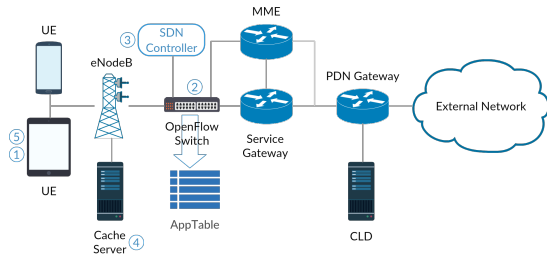 UE
eNodeB
③
SDN
Controller
MME
②
PDN Gateway
External Network
OpenFlow
Switch
Service
Gateway
⑤
①
UE
AppTable
Cache
Server
④
CLD